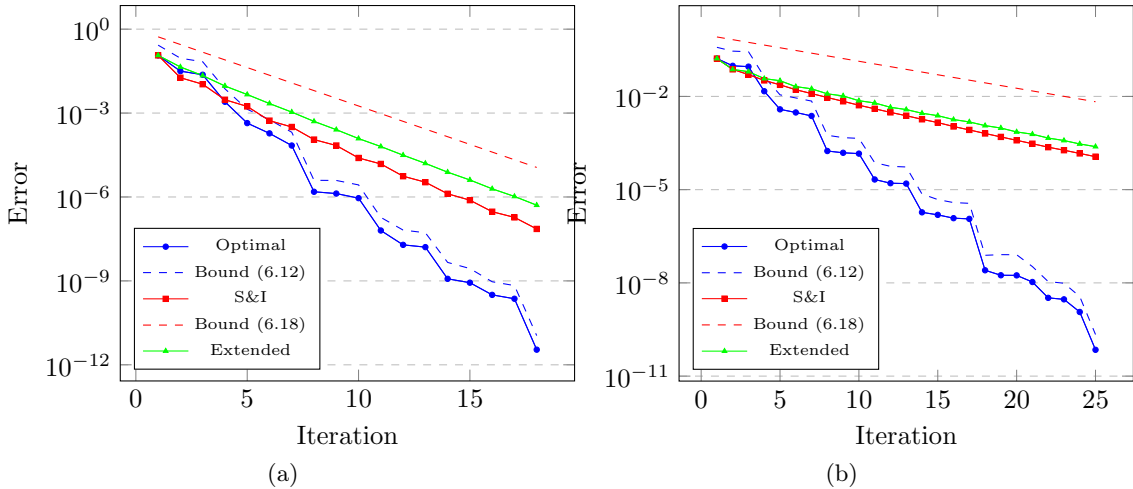 Error
10^0
10^−3
10^−6
10^−9
10^−12
Optimal
Bound (6.12)
S&I
Bound (6.18)
Extended
0 5 10 15
Iteration
(a)
Error
10^−2
10^−5
10^−8
10^−11
Optimal
Bound (6.12)
S&I
Bound (6.18)
Extended
0 5 10 15 20 25
Iteration
(b)